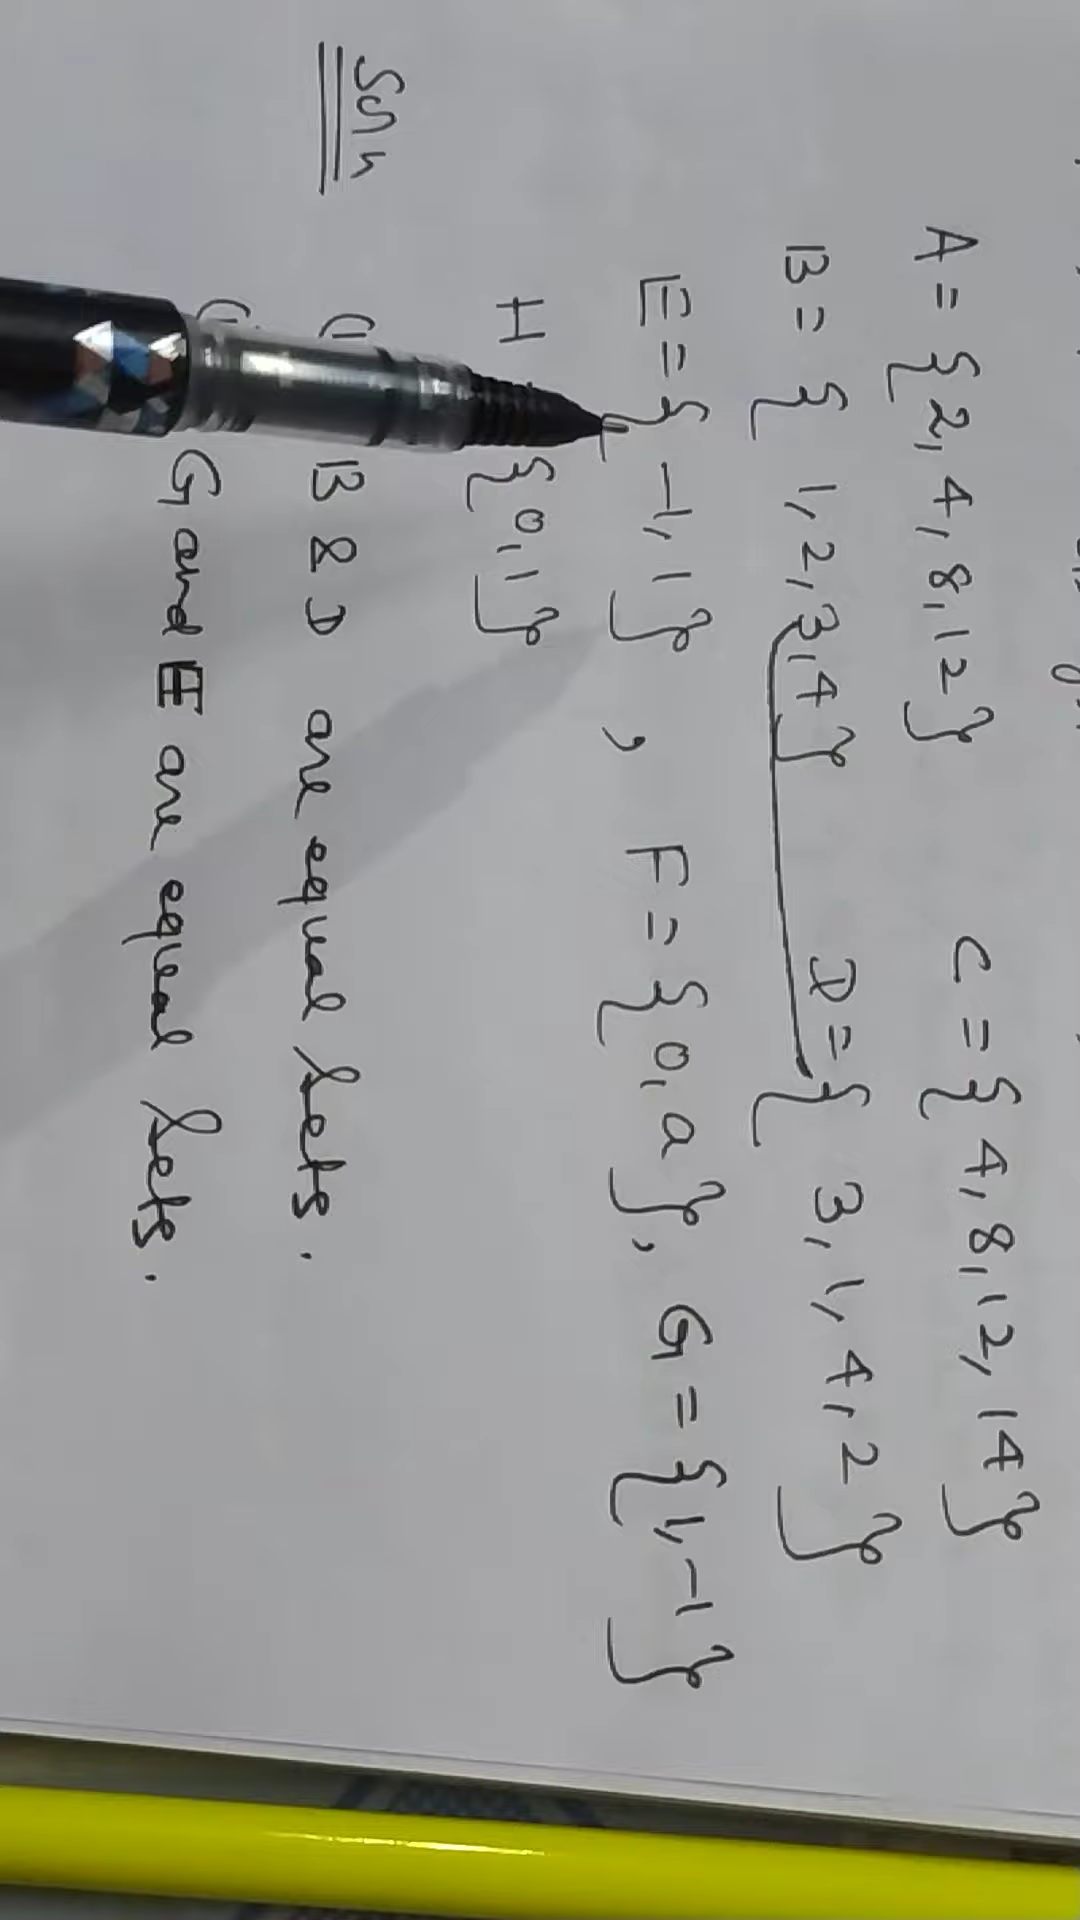 A = {2, 4, 8, 12} C = {4, 8, 12, 14}
B = { 1, 2, 3, 4} D = { 3, 1, 4, 2 }
E = { -1, 1} , F = {0, a}, G = {1, -1}
H {0, 1}
Soln
B & D are equal sets.
G and E are equal sets.